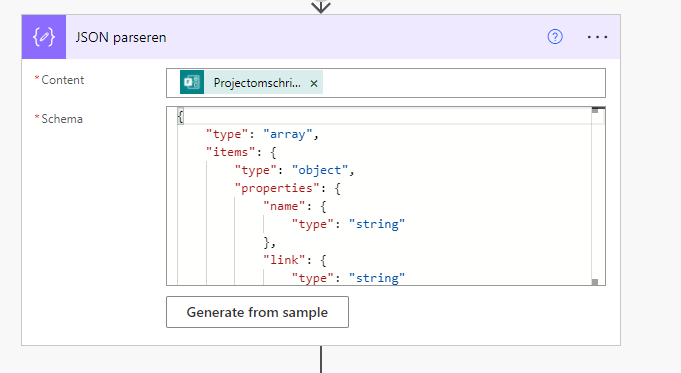 JSON parseren
* Content
Projectomschri... ×
* Schema
{
"type": "array",
"items": {
"type": "object",
"properties": {
"name": {
"type": "string"
},
"link": {
"type": "string"
Generate from sample